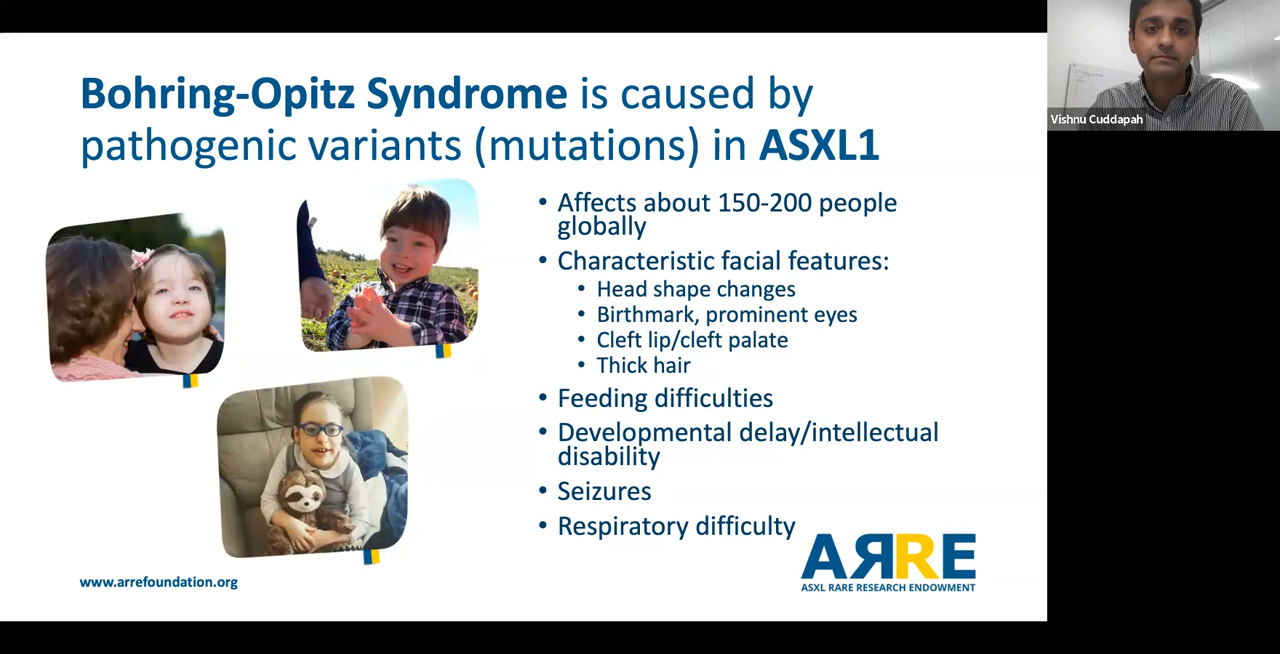 Bohring-Opitz Syndrome is caused by
pathogenic variants (mutations) in ASXL1
• Affects about 150-200 people
globally
• Characteristic facial features:
• Head shape changes
• Birthmark, prominent eyes
• Cleft lip/cleft palate
• Thick hair
• Feeding difficulties
• Developmental delay/intellectual
disability
• Seizures
• Respiratory difficulty
www.arrefoundation.org
AЯRE
ASXL RARE RESEARCH ENDOWMENT
Vishnu Cuddapah